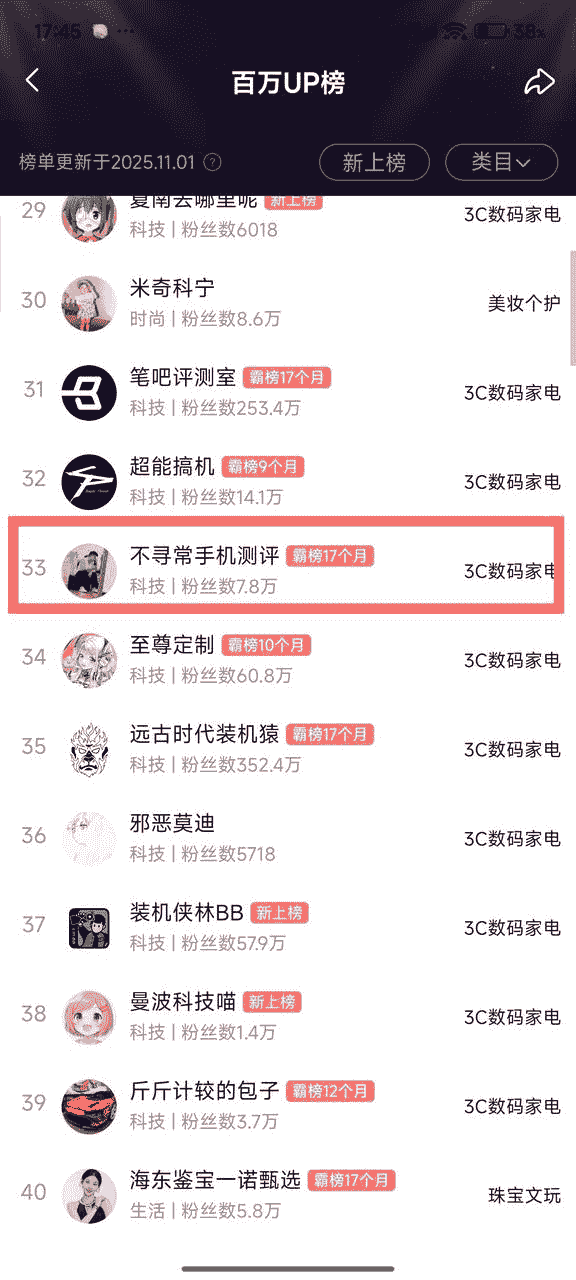 17:45
38%
百万UP榜
榜单更新于2025.11.01
新上榜
类目
29
夏南去哪里呢 新上榜
科技 | 粉丝数6018
3C数码家电
30
米奇科宁
时尚 | 粉丝数8.6万
美妆个护
31
笔吧评测室 霸榜17个月
科技 | 粉丝数253.4万
3C数码家电
32
超能搞机 霸榜9个月
科技 | 粉丝数14.1万
3C数码家电
33
不寻常手机测评 霸榜17个月
科技 | 粉丝数7.8万
3C数码家电
34
至尊定制 霸榜10个月
科技 | 粉丝数60.8万
3C数码家电
35
远古时代装机猿 霸榜17个月
科技 | 粉丝数352.4万
3C数码家电
36
邪恶莫迪
科技 | 粉丝数5718
3C数码家电
37
装机侠林BB 新上榜
科技 | 粉丝数57.9万
3C数码家电
38
曼波科技喵 新上榜
科技 | 粉丝数1.4万
3C数码家电
39
斤斤计较的包子 霸榜12个月
科技 | 粉丝数3.7万
3C数码家电
40
海东鉴宝一诺甄选 霸榜17个月
生活 | 粉丝数5.8万
珠宝文玩